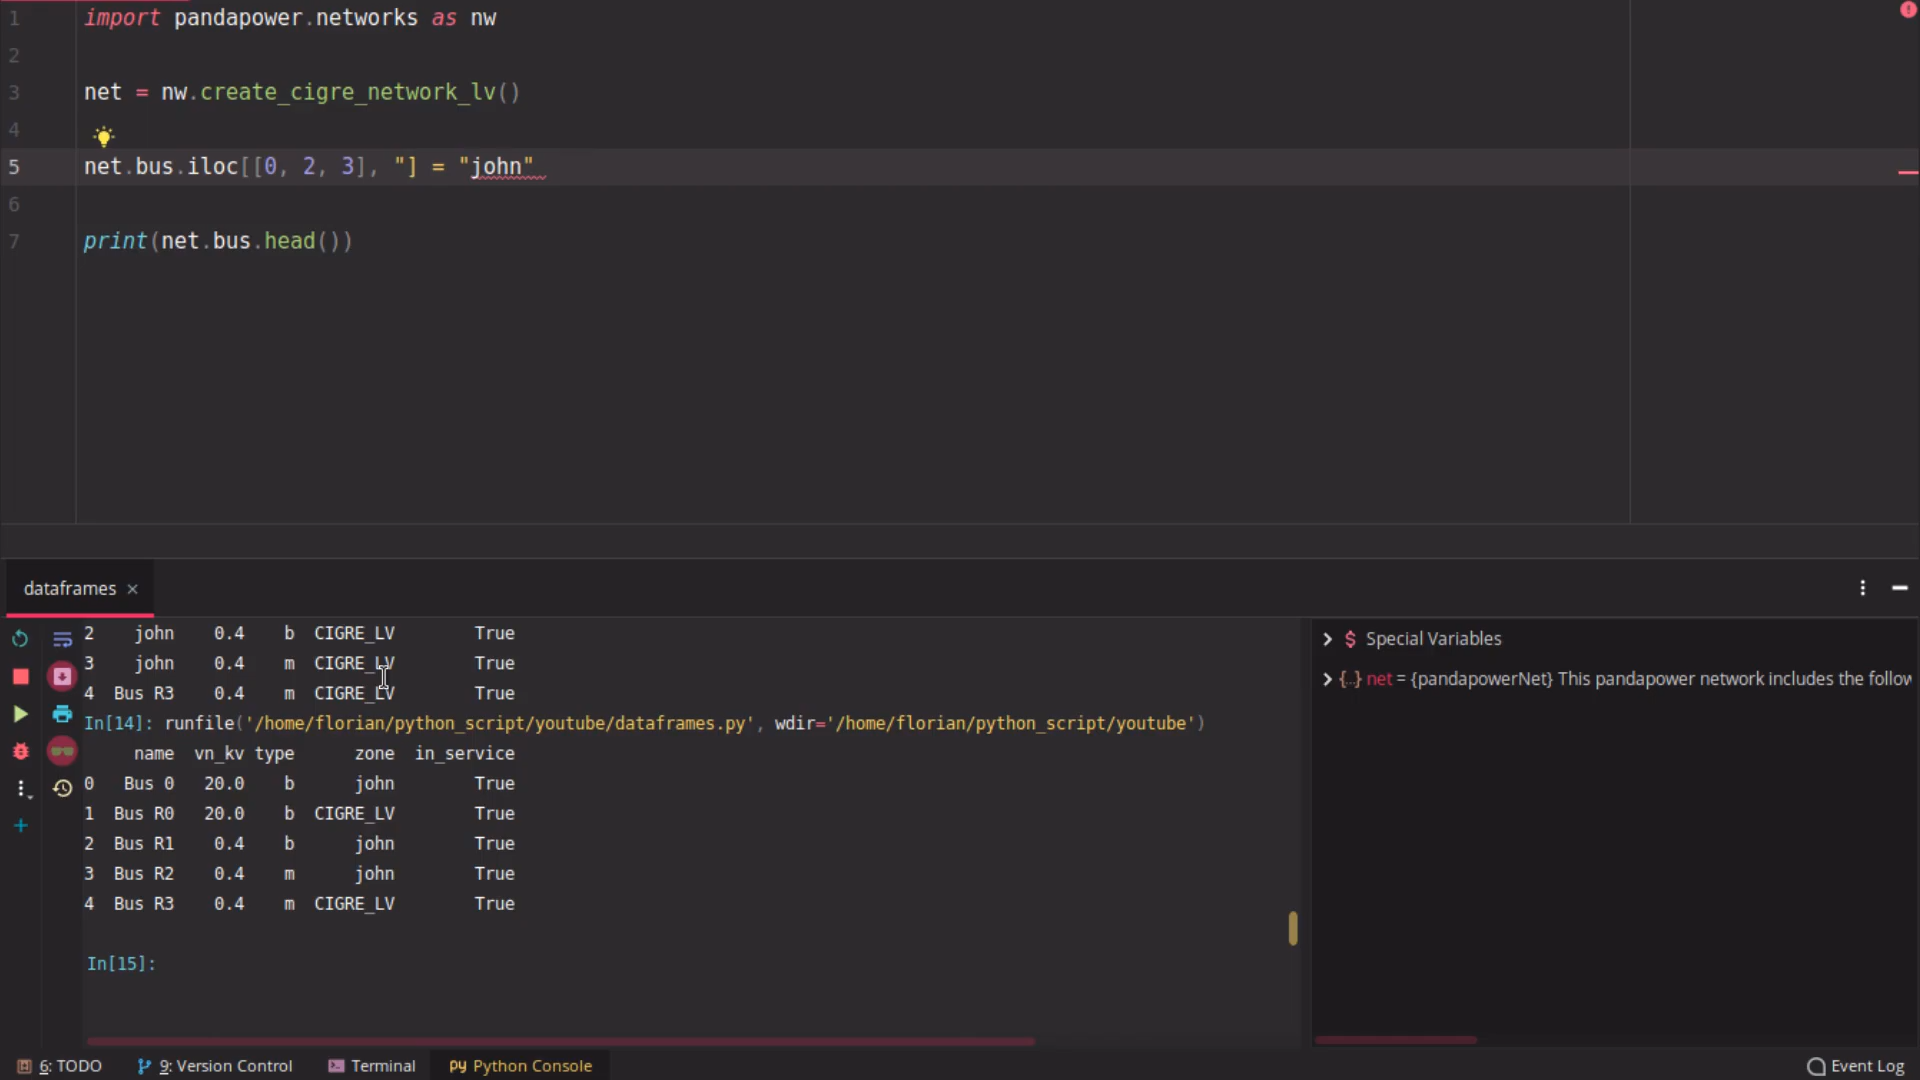 1 import pandapower.networks as nw
2
3 net = nw.create_cigre_network_lv()
4
5 net.bus.iloc[[0, 2, 3], "] = "john"
6
7 print(net.bus.head())
dataframes ×
2 john 0.4 b CIGRE_LV True
3 john 0.4 m CIGRE_LV True
4 Bus R3 0.4 m CIGRE_LV True
In[14]: runfile('/home/florian/python_script/youtube/dataframes.py', wdir='/home/florian/python_script/youtube')
name vn_kv type zone in_service
0 Bus 0 20.0 b john True
1 Bus R0 20.0 b CIGRE_LV True
2 Bus R1 0.4 b john True
3 Bus R2 0.4 m john True
4 Bus R3 0.4 m CIGRE_LV True
In[15]:
Special Variables
{..} net = {pandapowerNet} This pandapower network includes the follow
6: TODO 9: Version Control Terminal Python Console Event Log